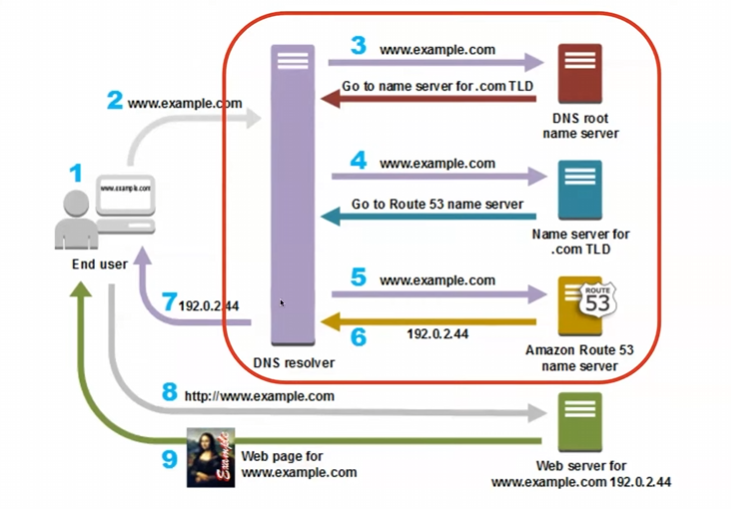 3 www.example.com
Go to name server for .com TLD
DNS root
name server
2 www.example.com
1
www.example.com
End user
4 www.example.com
Go to Route 53 name server
Name server for
.com TLD
5 www.example.com
ROUTE
53
7 192.0.2.44
6 192.0.2.44
DNS resolver
Amazon Route 53
name server
8 http://www.example.com
9 Example
Web page for
www.example.com
Web server for
www.example.com 192.0.2.44